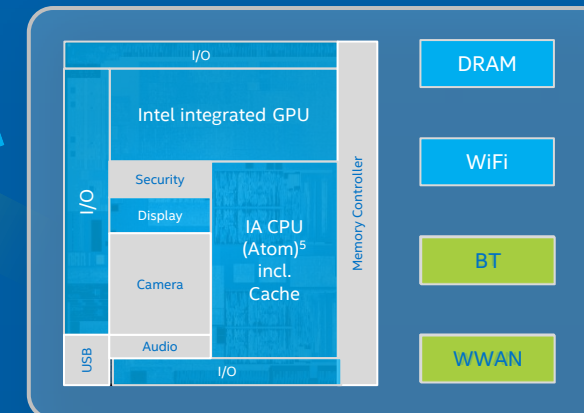 I/O
Intel integrated GPU
I/O
Security
Display
Camera
IA CPU
(Atom)⁵
incl.
Cache
Memory Controller
USB
Audio
I/O
DRAM
WiFi
BT
WWAN